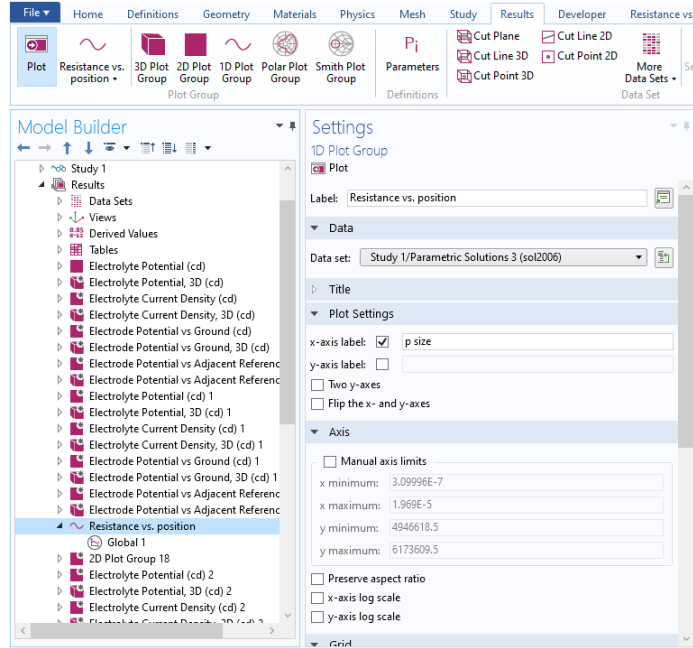 File
Home
Definitions
Geometry
Materials
Physics
Mesh
Study
Results
Developer
Resistance vs
Plot
Resistance vs. position
3D Plot Group
2D Plot Group
1D Plot Group
Polar Plot Group
Smith Plot Group
Plot Group
Pi
Parameters
Definitions
Cut Plane
Cut Line 3D
Cut Point 3D
Cut Line 2D
Cut Point 2D
More Data Sets
Data Set
Model Builder
Study 1
Results
Data Sets
Views
8.85
e-12
Derived Values
Tables
Electrolyte Potential (cd)
Electrolyte Potential, 3D (cd)
Electrolyte Current Density (cd)
Electrolyte Current Density, 3D (cd)
Electrode Potential vs Ground (cd)
Electrode Potential vs Ground, 3D (cd)
Electrode Potential vs Adjacent Referenc
Electrode Potential vs Adjacent Referenc
Electrolyte Potential (cd) 1
Electrolyte Potential, 3D (cd) 1
Electrolyte Current Density (cd) 1
Electrolyte Current Density, 3D (cd) 1
Electrode Potential vs Ground (cd) 1
Electrode Potential vs Ground, 3D (cd) 1
Electrode Potential vs Adjacent Referenc
Electrode Potential vs Adjacent Referenc
Resistance vs. position
Global 1
2D Plot Group 18
Electrolyte Potential (cd) 2
Electrolyte Potential, 3D (cd) 2
Electrolyte Current Density (cd) 2
Settings
1D Plot Group
Plot
Label: Resistance vs. position
Data
Data set: Study 1/Parametric Solutions 3 (sol2006)
Title
Plot Settings
x-axis label: p size
y-axis label:
Two y-axes
Flip the x- and y-axes
Axis
Manual axis limits
x minimum: 3.09996E-7
x maximum: 1.969E-5
y minimum: 4946618.5
y maximum: 6173609.5
Preserve aspect ratio
x-axis log scale
y-axis log scale
Grid